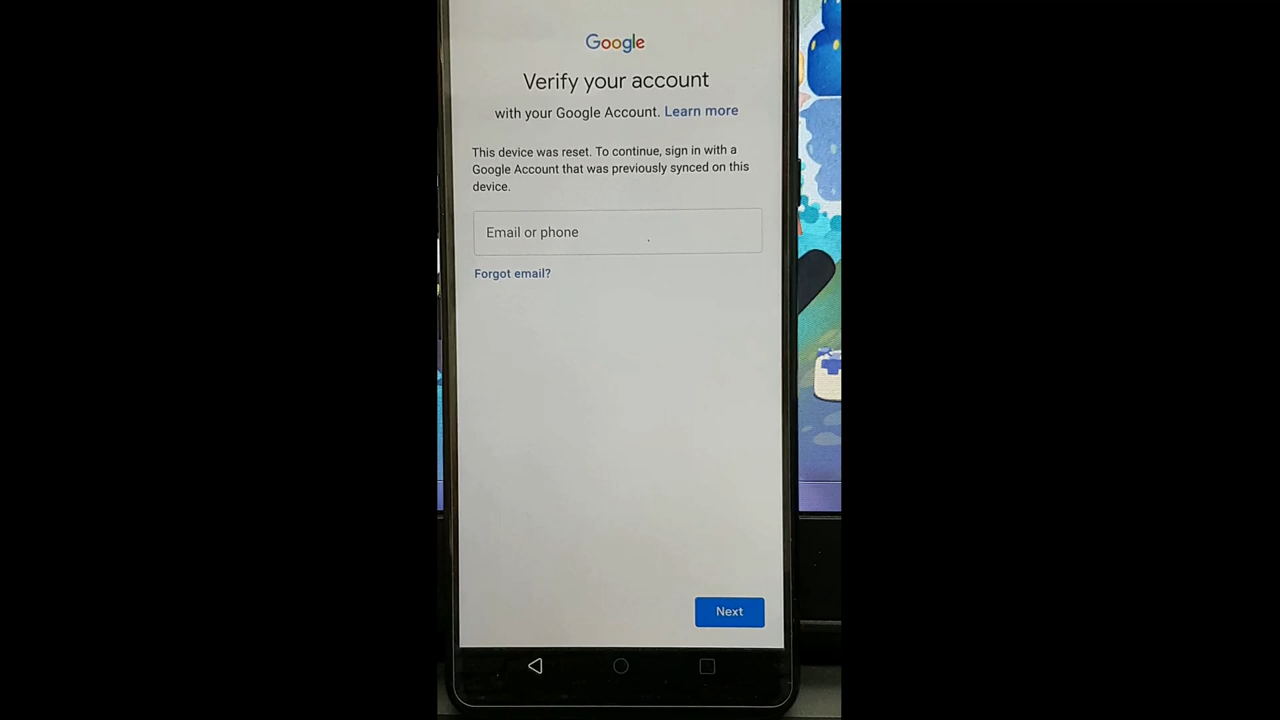 Google
Verify your account
with your Google Account. Learn more
This device was reset. To continue, sign in with a
Google Account that was previously synced on this
device.
Email or phone
Forgot email?
Next